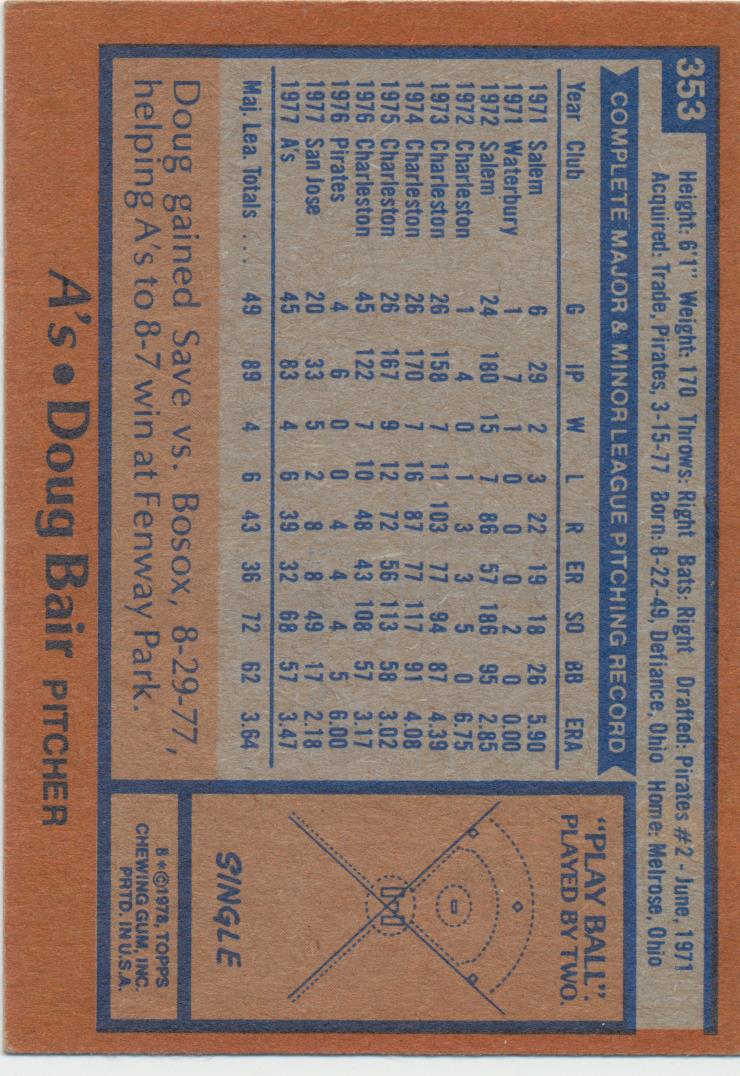 353
Height: 6'1" Weight: 170 Throws: Right Bats: Right Drafted: Pirates #2 - June, 1971
Acquired: Trade, Pirates, 3-15-77 Born: 8-22-49, Defiance, Ohio Home: Melrose, Ohio
COMPLETE MAJOR & MINOR LEAGUE PITCHING RECORD
Year Club G IP W L R ER SO BB ERA
1971 Salem 6 29 2 3 22 19 18 26 5.90
1971 Waterbury 1 7 1 0 0 0 2 0 0.00
1972 Salem 24 180 15 7 86 57 186 95 2.85
1972 Charleston 1 4 0 1 3 3 5 0 6.75
1973 Charleston 26 158 7 11 103 77 94 87 4.39
1974 Charleston 26 170 7 16 87 77 117 91 4.08
1975 Charleston 26 167 9 12 72 56 113 58 3.02
1976 Charleston 45 122 7 10 48 43 108 57 3.17
1976 Pirates 4 6 0 0 4 4 4 5 6.00
1977 San Jose 20 33 5 2 8 8 49 17 2.18
1977 A's 45 83 4 6 39 32 68 57 3.47
Maj. Lea. Totals ... 49 89 4 6 43 36 72 62 3.64
Doug gained Save vs. Bosox, 8-29-77,
helping A's to 8-7 win at Fenway Park.
"PLAY BALL".
PLAYED BY TWO.
SINGLE
B*©1978, TOPPS
CHEWING GUM, INC.
PRTD. IN U.S.A.
A's • Doug Bair PITCHER